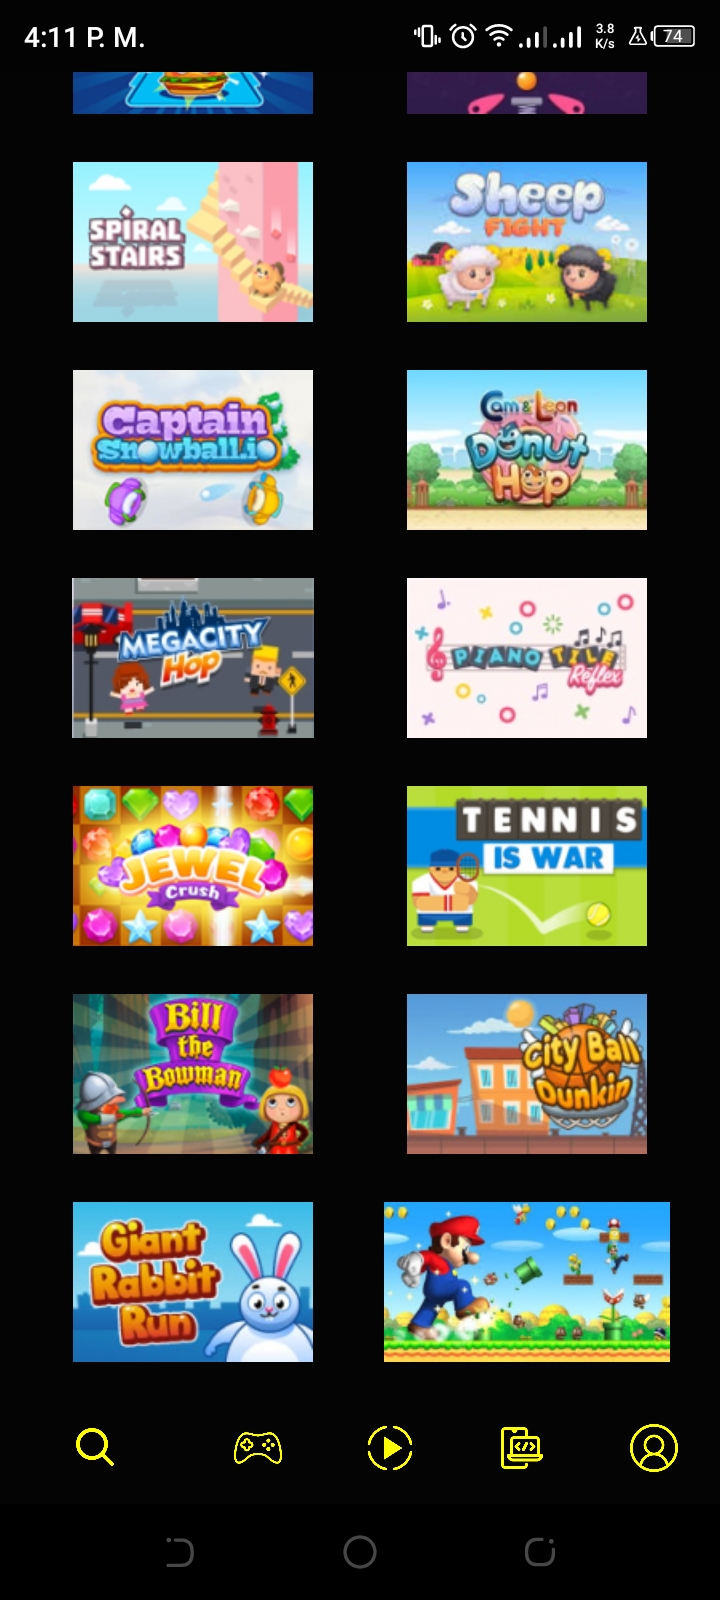 4:11 P. M.
3.8
K/s
74
SPIRAL
STAIRS
Sheep
FIGHT
Captain
Snowball.io
Cam & Leon
Donut
Hop
MEGACITY
Hop
PIANO TILE
Reflex
JEWEL
Crush
TENNIS
IS WAR
Bill
the
Bowman
City Ball
Dunkin
Giant
Rabbit
Run